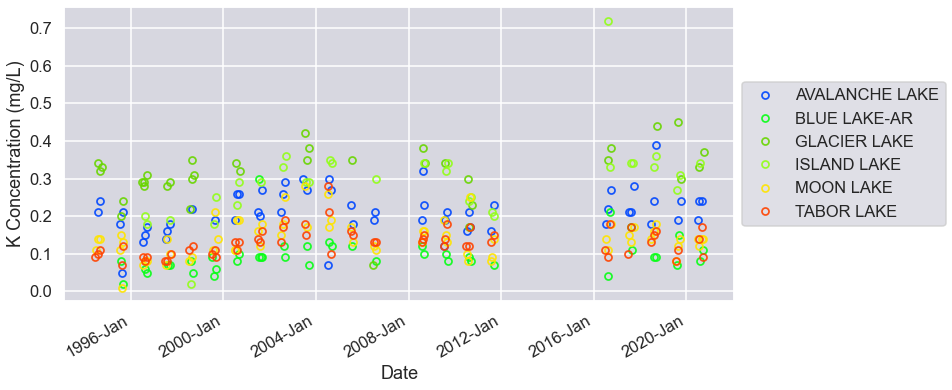 0.7
0.6
0.5
0.4
0.3
0.2
0.1
0.0
K Concentration (mg/L)
1996-Jan
2000-Jan
2004-Jan
2008-Jan
2012-Jan
2016-Jan
2020-Jan
Date
AVALANCHE LAKE
BLUE LAKE-AR
GLACIER LAKE
ISLAND LAKE
MOON LAKE
TABOR LAKE